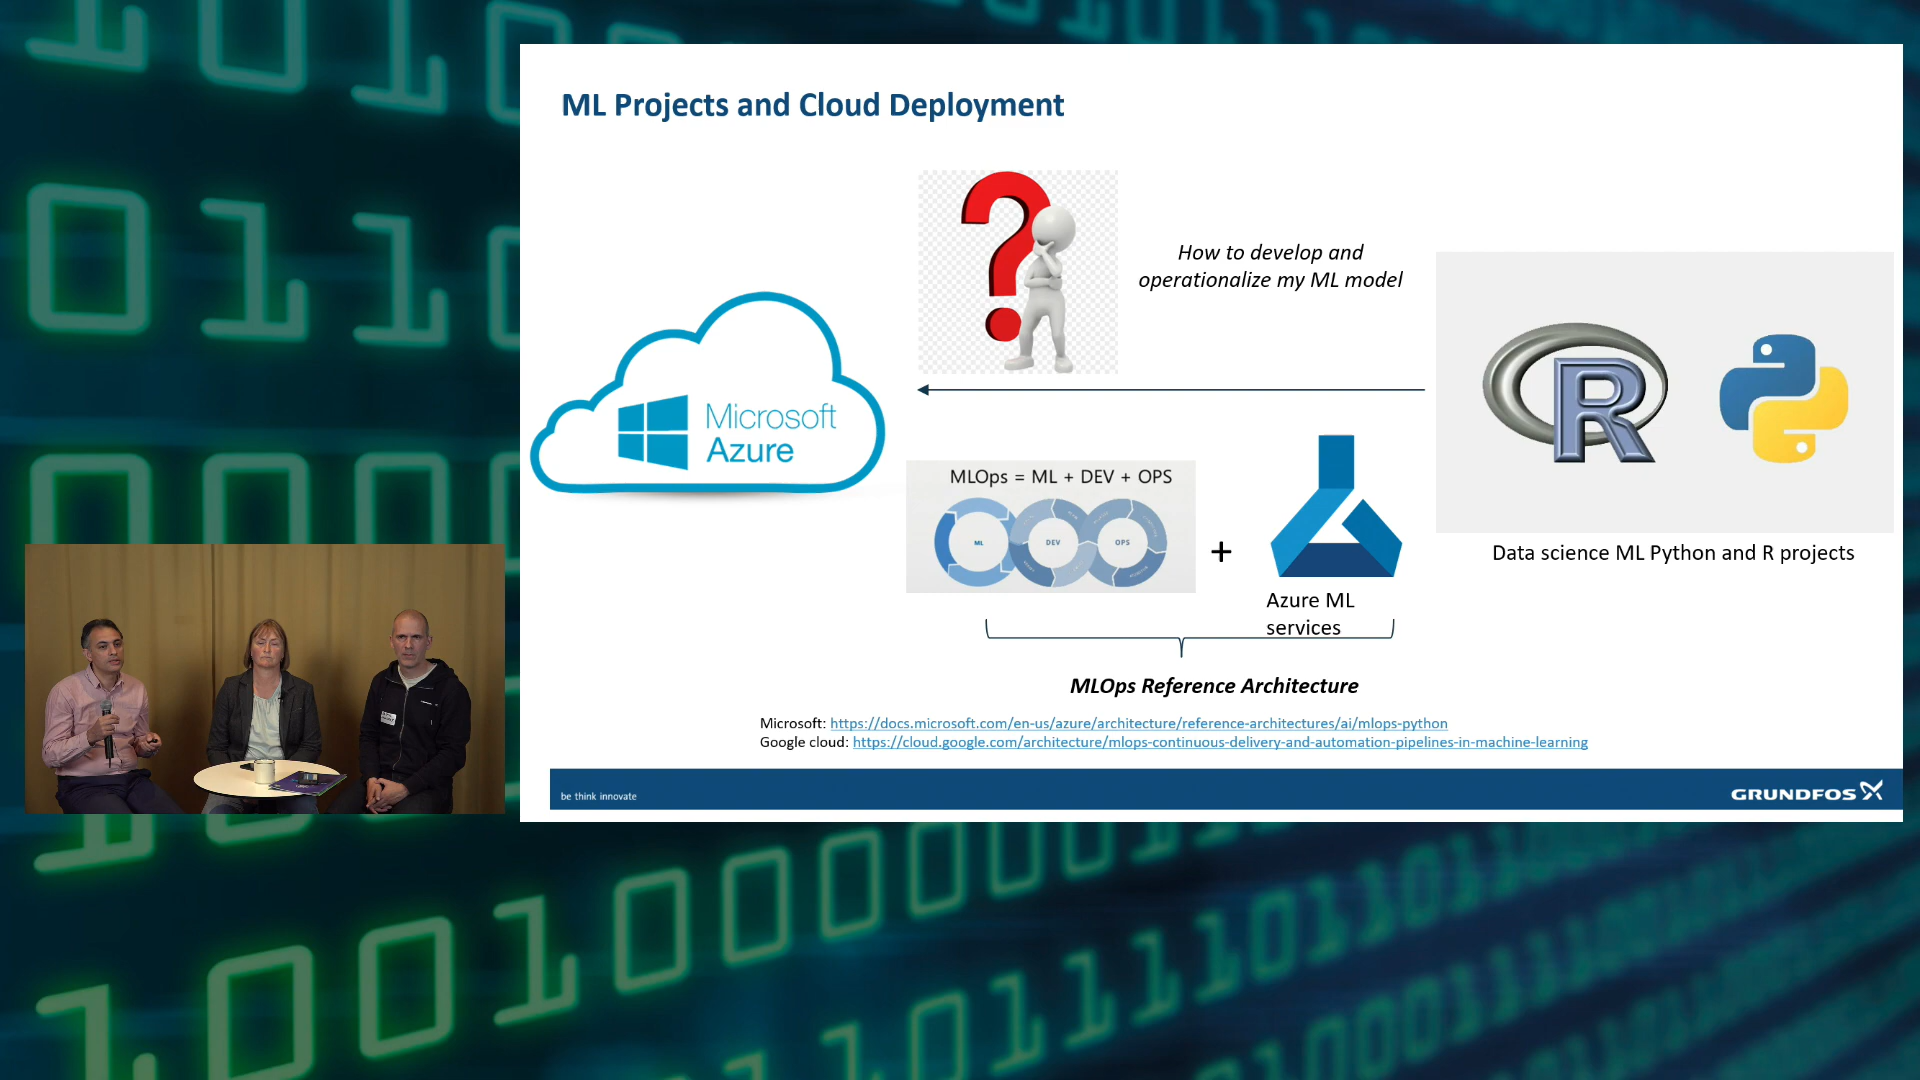 ML Projects and Cloud Deployment
How to develop and
operationalize my ML model
Microsoft
Azure
R
MLOps = ML + DEV + OPS
ML
DEV
OPS
+
Azure ML
services
Data science ML Python and R projects
MLOps Reference Architecture
Microsoft: https://docs.microsoft.com/en-us/azure/architecture/reference-architectures/ai/mlops-python
Google cloud: https://cloud.google.com/architecture/mlops-continuous-delivery-and-automation-pipelines-in-machine-learning
be think innovate
GRUNDFOS